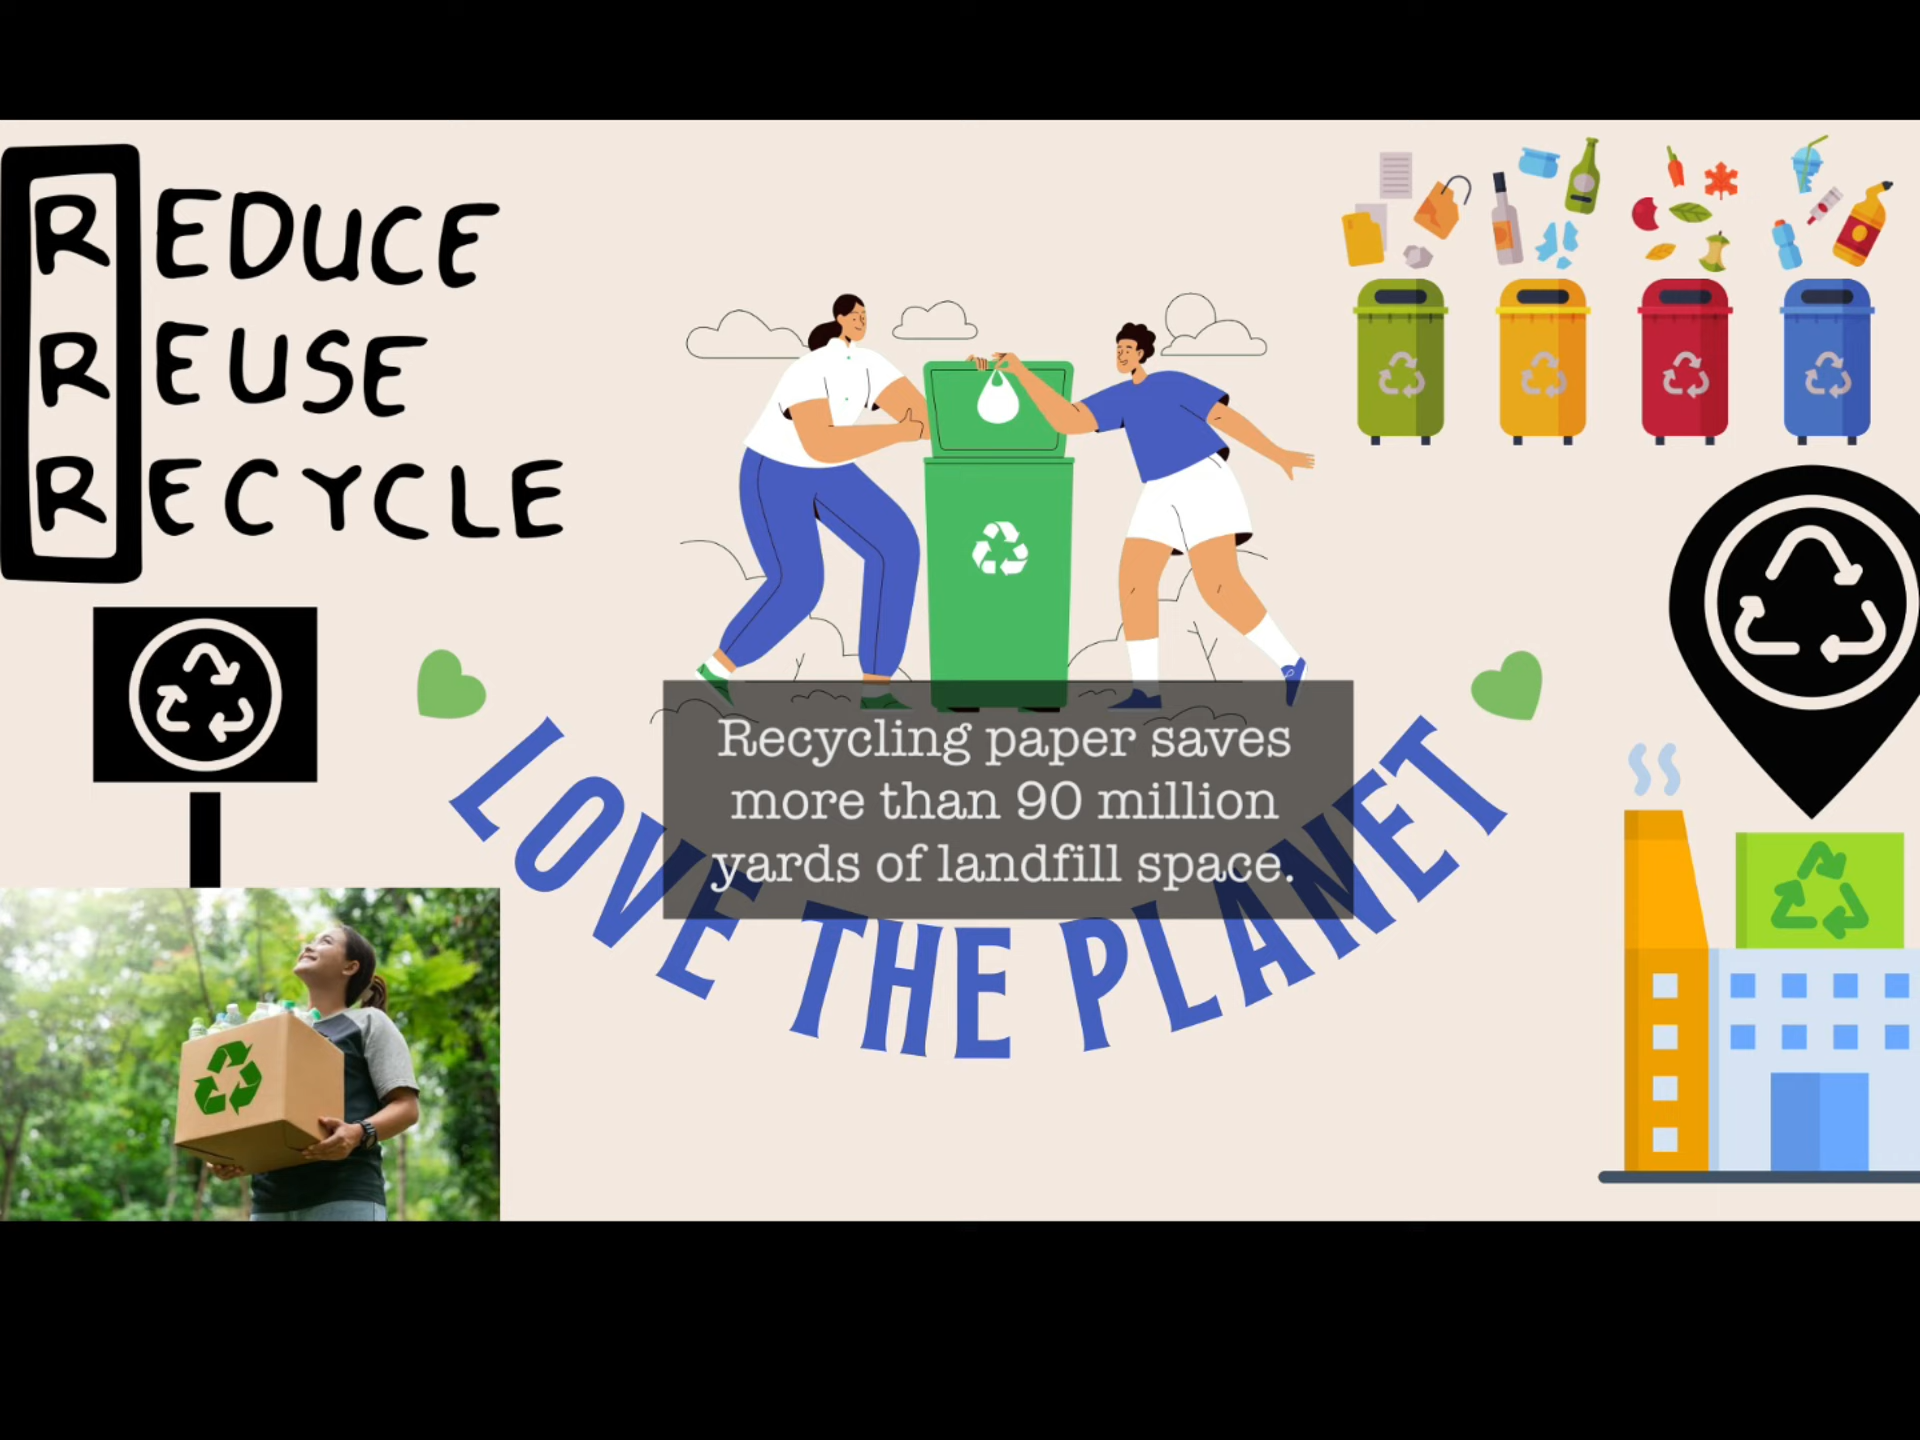 REDUCE
REUSE
RECYCLE
LOVE THE PLANET
Recycling paper saves
more than 90 million
yards of landfill space.